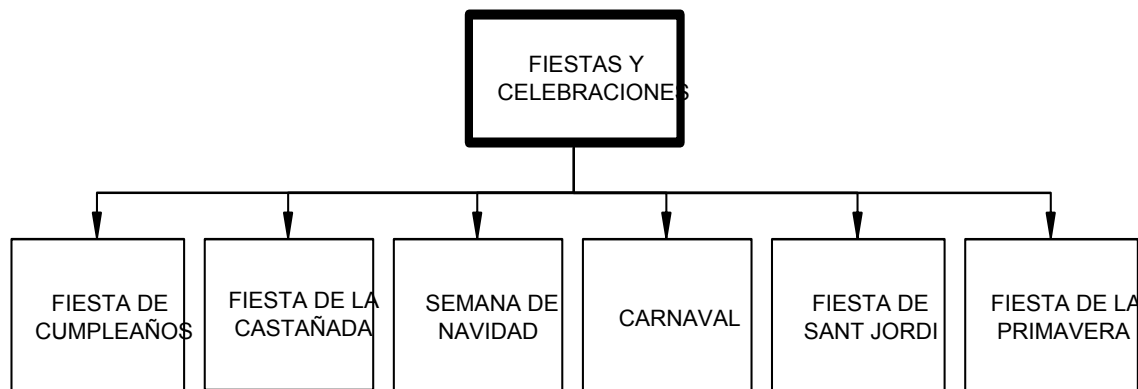 FIESTAS Y
CELEBRACIONES
FIESTA DE
CUMPLEAÑOS
FIESTA DE LA
CASTAÑADA
SEMANA DE
NAVIDAD
CARNAVAL
FIESTA DE
SANT JORDI
FIESTA DE LA
PRIMAVERA